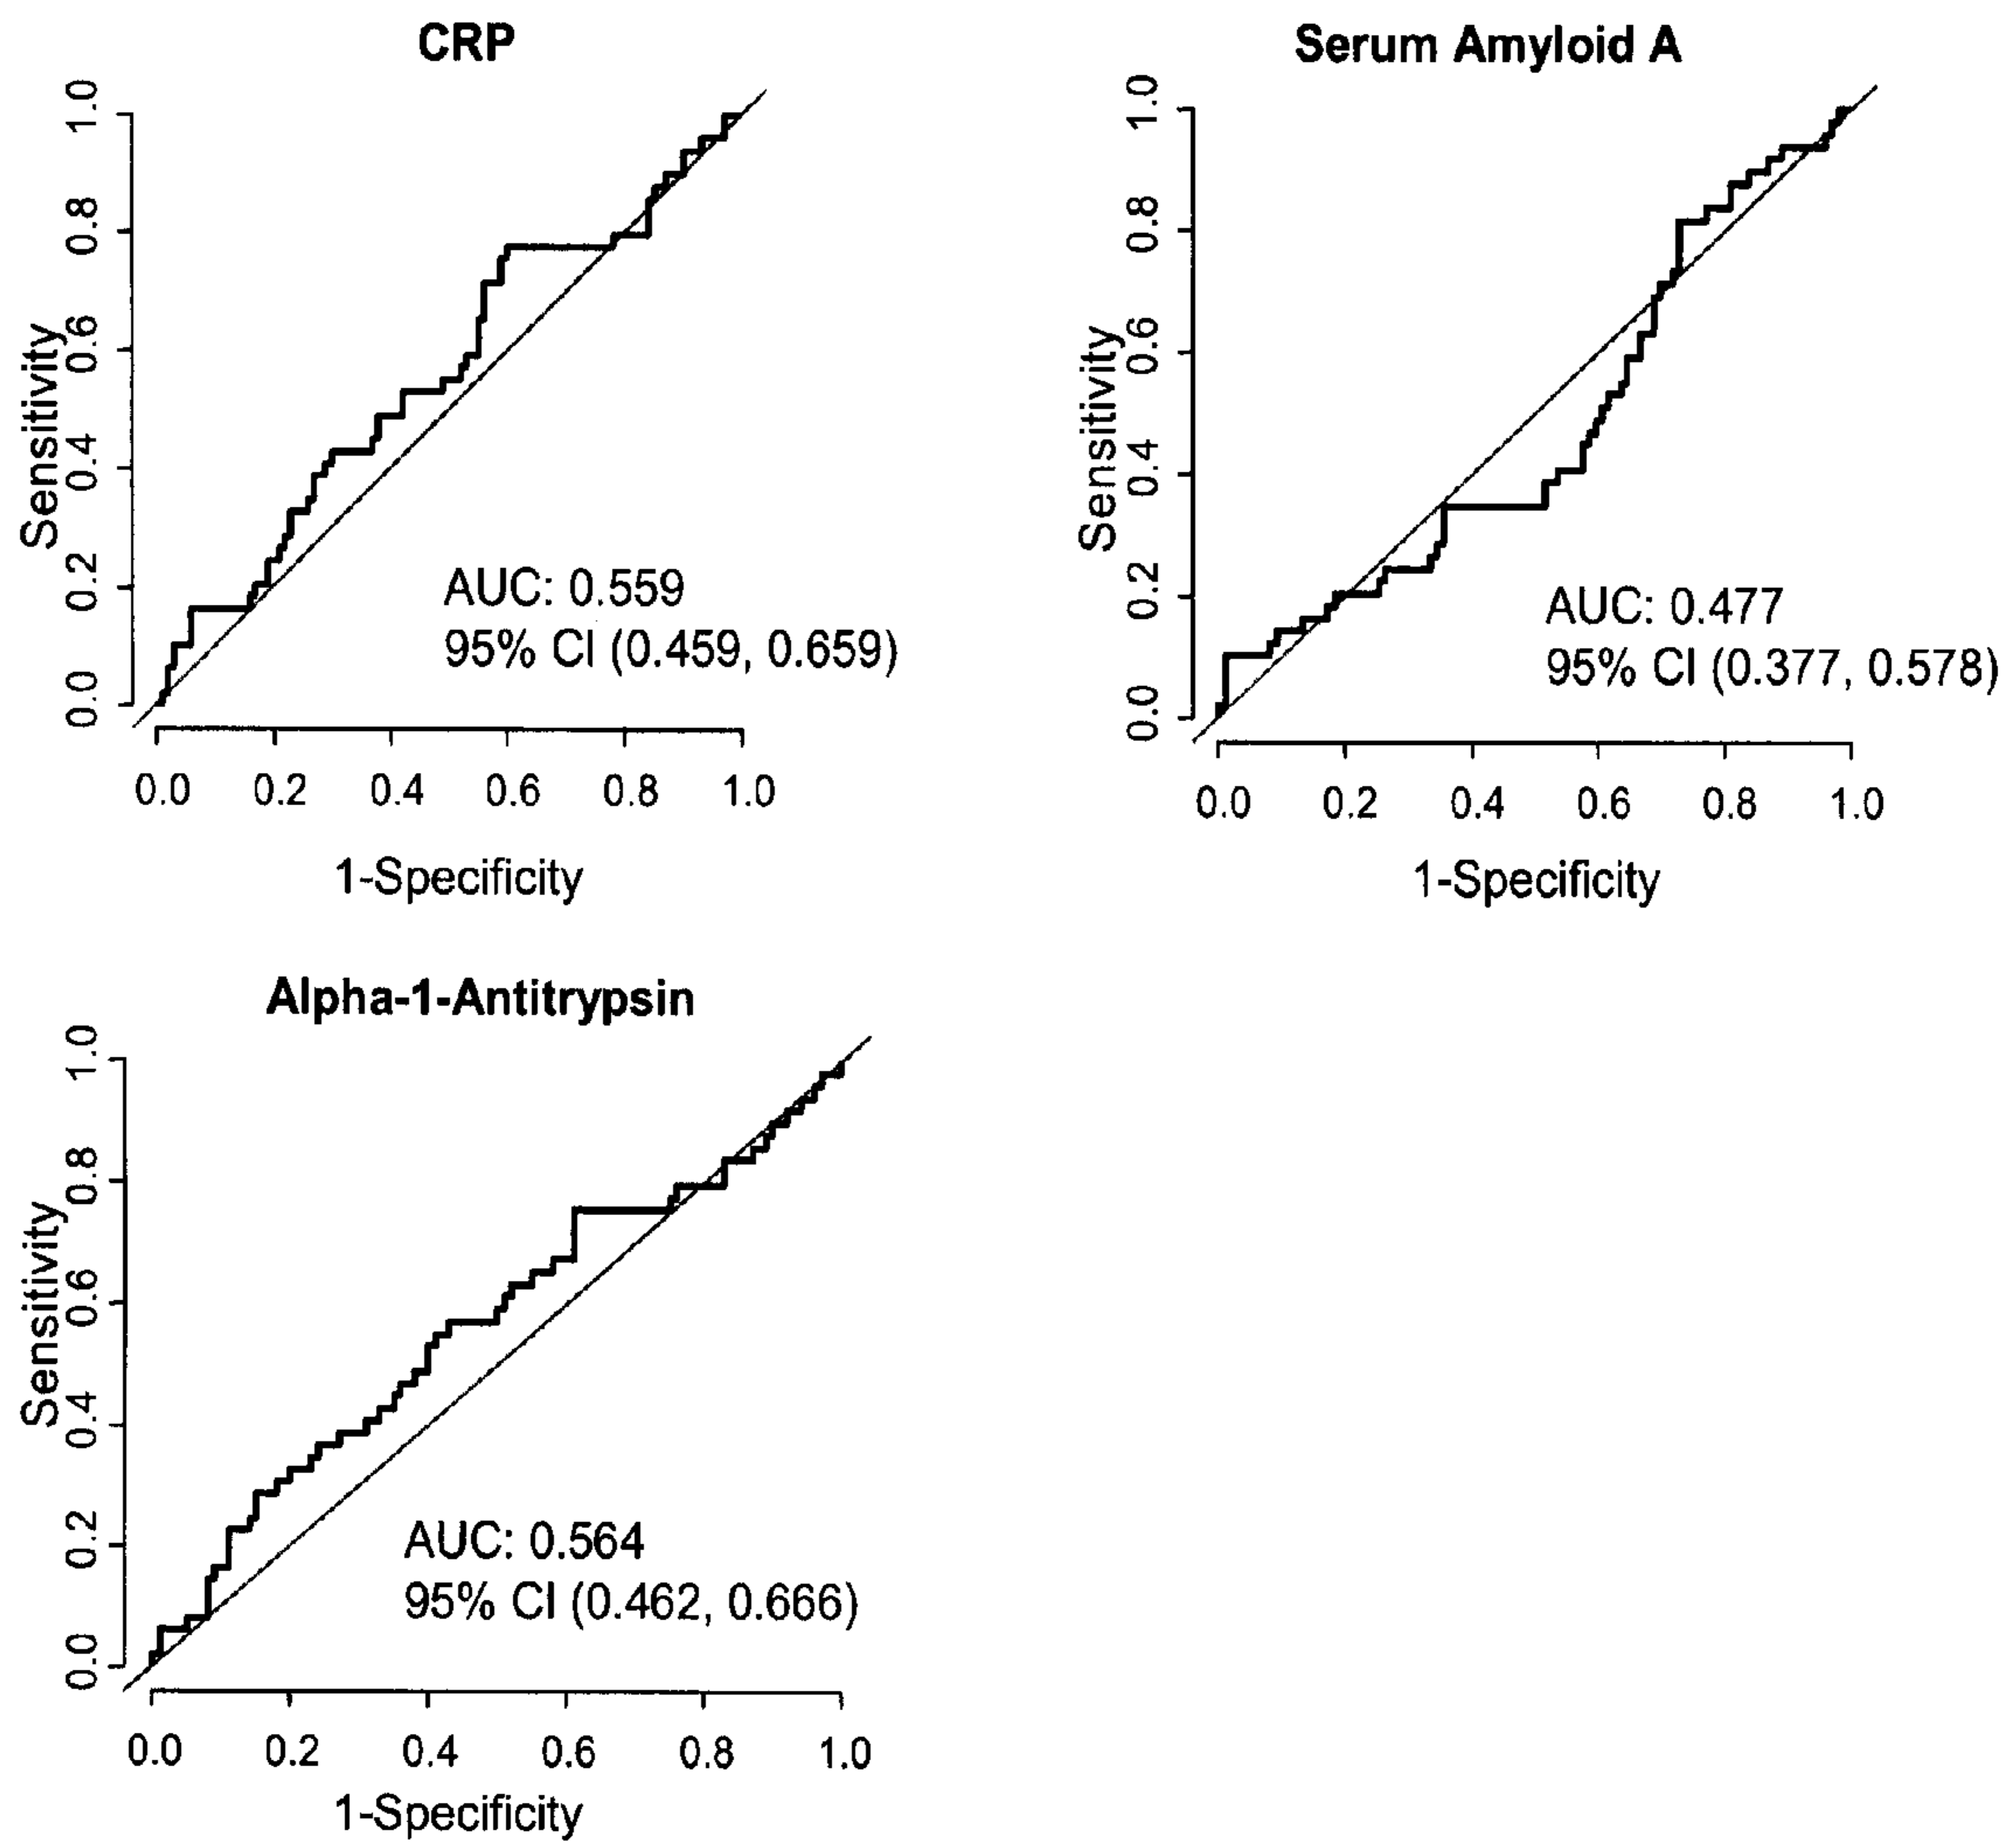 CRP
Sensitivity
0.0 0.2 0.4 0.6 0.8 1.0
AUC: 0.559
95% CI (0.459, 0.659)
0.0 0.2 0.4 0.6 0.8 1.0
1-Specificity
Serum Amyloid A
Sensitivity
0.0 0.2 0.4 0.6 0.8 1.0
AUC: 0.477
95% CI (0.377, 0.578)
0.0 0.2 0.4 0.6 0.8 1.0
1-Specificity
Alpha-1-Antitrypsin
Sensitivity
0.0 0.2 0.4 0.6 0.8 1.0
AUC: 0.564
95% CI (0.462, 0.666)
0.0 0.2 0.4 0.6 0.8 1.0
1-Specificity